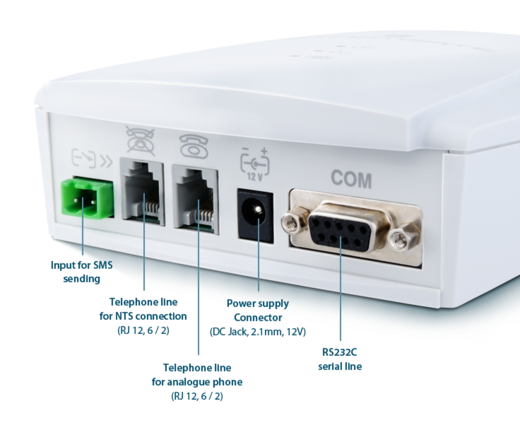 12 V
COM
Input for SMS
sending
Telephone line
for NTS connection
(RJ 12, 6 / 2)
Telephone line
for analogue phone
(RJ 12, 6 / 2)
Power supply
Connector
(DC Jack, 2.1mm, 12V)
RS232C
serial line